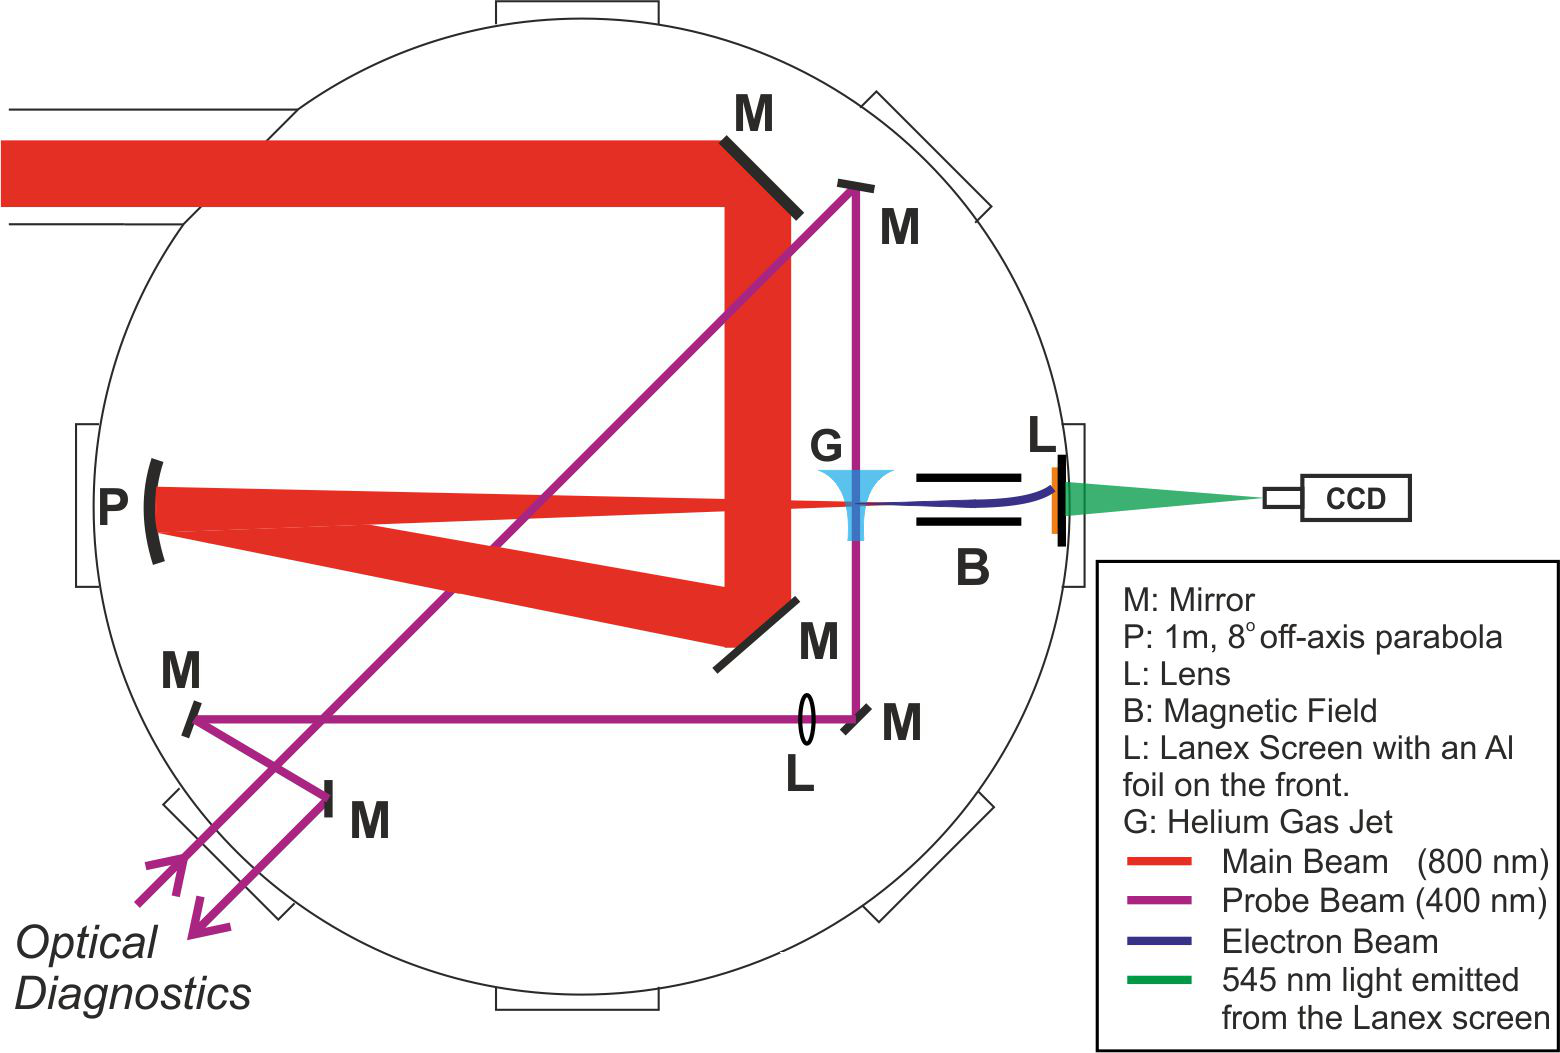 M
M
G
L
P
CCD
B
M
M
M
L
M
Optical
Diagnostics
M: Mirror
P: 1m, 8° off-axis parabola
L: Lens
B: Magnetic Field
L: Lanex Screen with an Al
foil on the front.
G: Helium Gas Jet
Main Beam (800 nm)
Probe Beam (400 nm)
Electron Beam
545 nm light emitted
from the Lanex screen